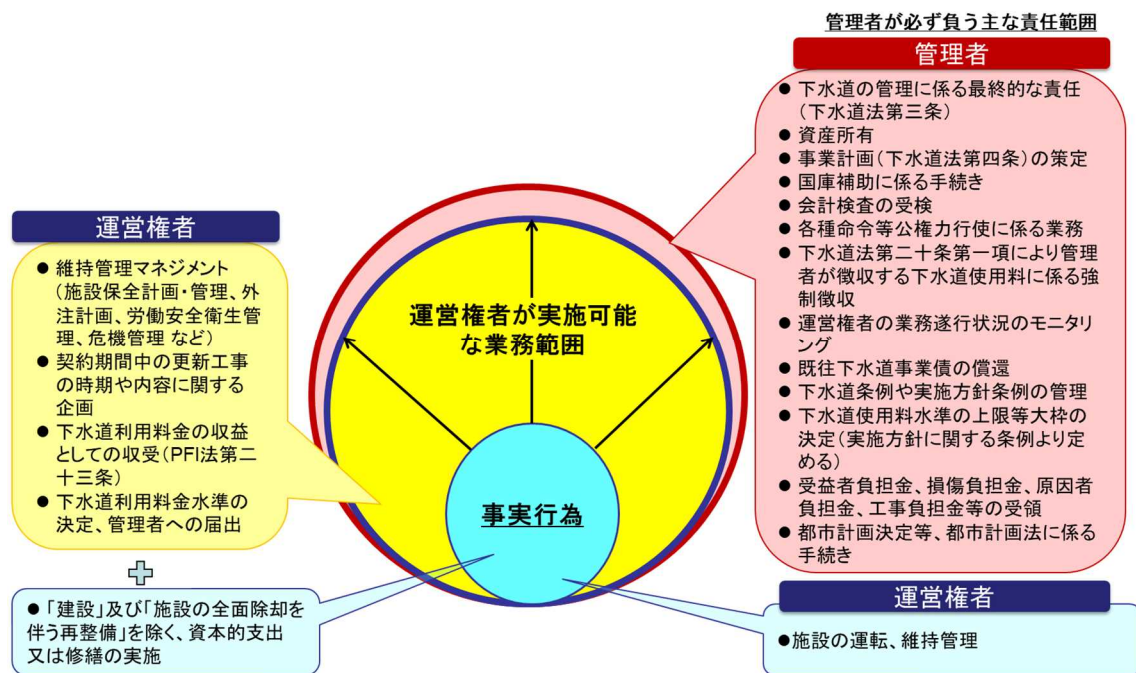 管理者が必ず負う主な責任範囲
管理者
● 下水道の管理に係る最終的な責任
(下水道法第三条)
● 資産所有
● 事業計画(下水道法第四条)の策定
● 国庫補助に係る手続き
● 会計検査の受検
● 各種命令等公権力行使に係る業務
● 下水道法第二十条第一項により管理
者が徴収する下水道使用料に係る強
制徴収
● 運営権者の業務遂行状況のモニタ
リング
● 既往下水道事業債の償還
● 下水道条例や実施方針条例の管理
● 下水道使用料水準の上限等大枠の
決定(実施方針に関する条例より定
める)
● 受益者負担金、損傷負担金、原因者
負担金、工事負担金等の受領
● 都市計画決定等、都市計画法に係る
手続き
運営権者
● 維持管理マネジメント
(施設保全計画・管理、外
注計画、労働安全衛生管
理、危機管理 など)
● 契約期間中の更新工事
の時期や内容に関する
企画
● 下水道利用料金の収益
としての収受(PFI法第二
十三条)
● 下水道利用料金水準の
決定、管理者への届出
● 「建設」及び「施設の全面除却を
伴う再整備」を除く、資本的支出
又は修繕の実施
運営権者が実施可能
な業務範囲
事実行為
運営権者
●施設の運転、維持管理